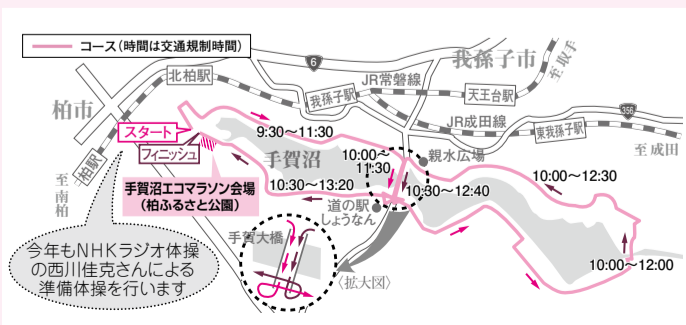 コース(時間は交通規制時間)
6
我孫子市
至取手
北柏駅
JR常磐線
我孫子駅
天王台駅
柏市
JR成田線
356
東我孫子駅
至成田
スタート
9:30～11:30
フィニッシュ
手賀沼
10:00～
11:30
親水広場
柏駅
至南柏
手賀沼エコマラソン会場
(柏ふるさと公園)
10:30～13:20
10:30～12:40
10:00～12:30
道の駅
しょうなん
手賀大橋
今年もNHKラジオ体操
の西川佳克さんによる
準備体操を行います
10:00～12:00
〈拡大図〉